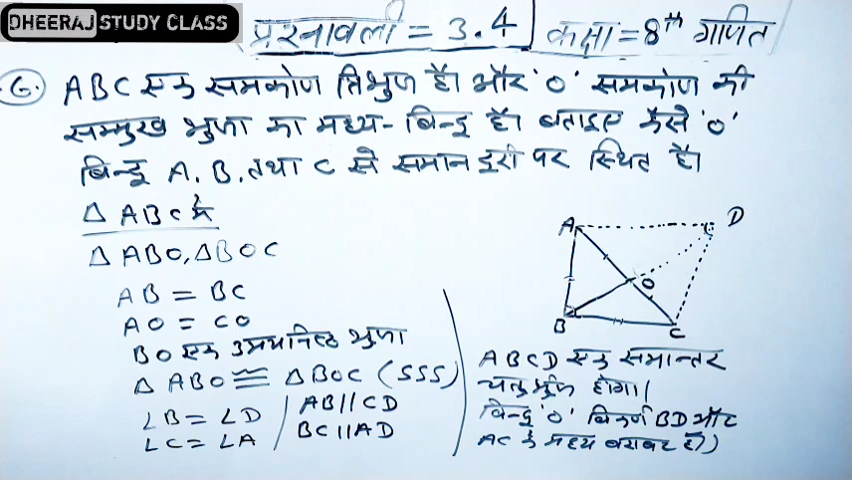 DHEERAJ STUDY CLASS
प्रश्नावली = 3.4
कक्षा = 8th गणित
6. ABC एक समकोण त्रिभुज है। और 'O' समकोण की
सम्मुख भुजा का मध्य-बिन्दु है। बताइए कैसे 'O'
बिन्दु A. B. तथा C से समान दूरी पर स्थित है।
Δ ABC में
Δ ABO, Δ BOC
AB = BC
AO = CO
BO एक उभयनिष्ठ भुजा
Δ ABO ≅ Δ BOC (SSS)
∠B = ∠D
∠C = ∠A
AB || CD
BC || AD
A
D
O
B
C
ABCD एक समान्तर
चतुर्भुज होगा।
बिन्दु 'O' विकर्ण BD और
AC के मध्य बराबर है।)